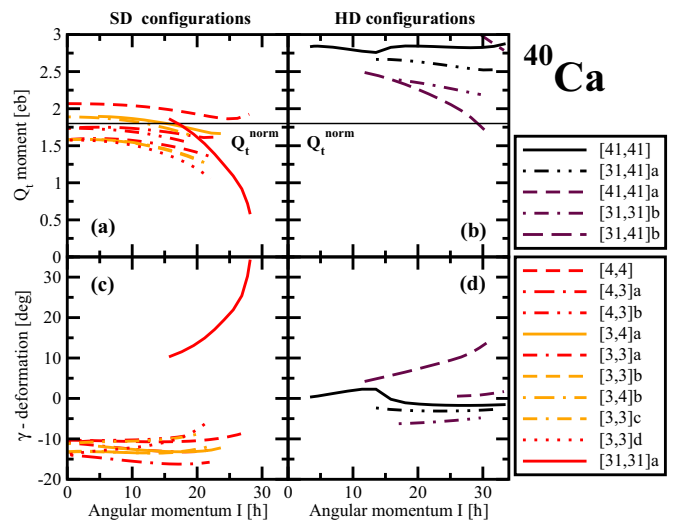 SD configurations HD configurations
3
2.5
2
1.5
1
0.5
0
Qt moment [eb]
Qt^norm
Qt^norm
(a)
(b)
40Ca
[41,41]
[31,41]a
[41,41]a
[31,31]b
[31,41]b
30
20
10
0
-10
-20
γ - deformation [deg]
(c)
(d)
[4,4]
[4,3]a
[4,3]b
[3,4]a
[3,3]a
[3,3]b
[3,4]b
[3,3]c
[3,3]d
[31,31]a
0 10 20 30 0 10 20 30
Angular momentum I [ħ] Angular momentum I [ħ]